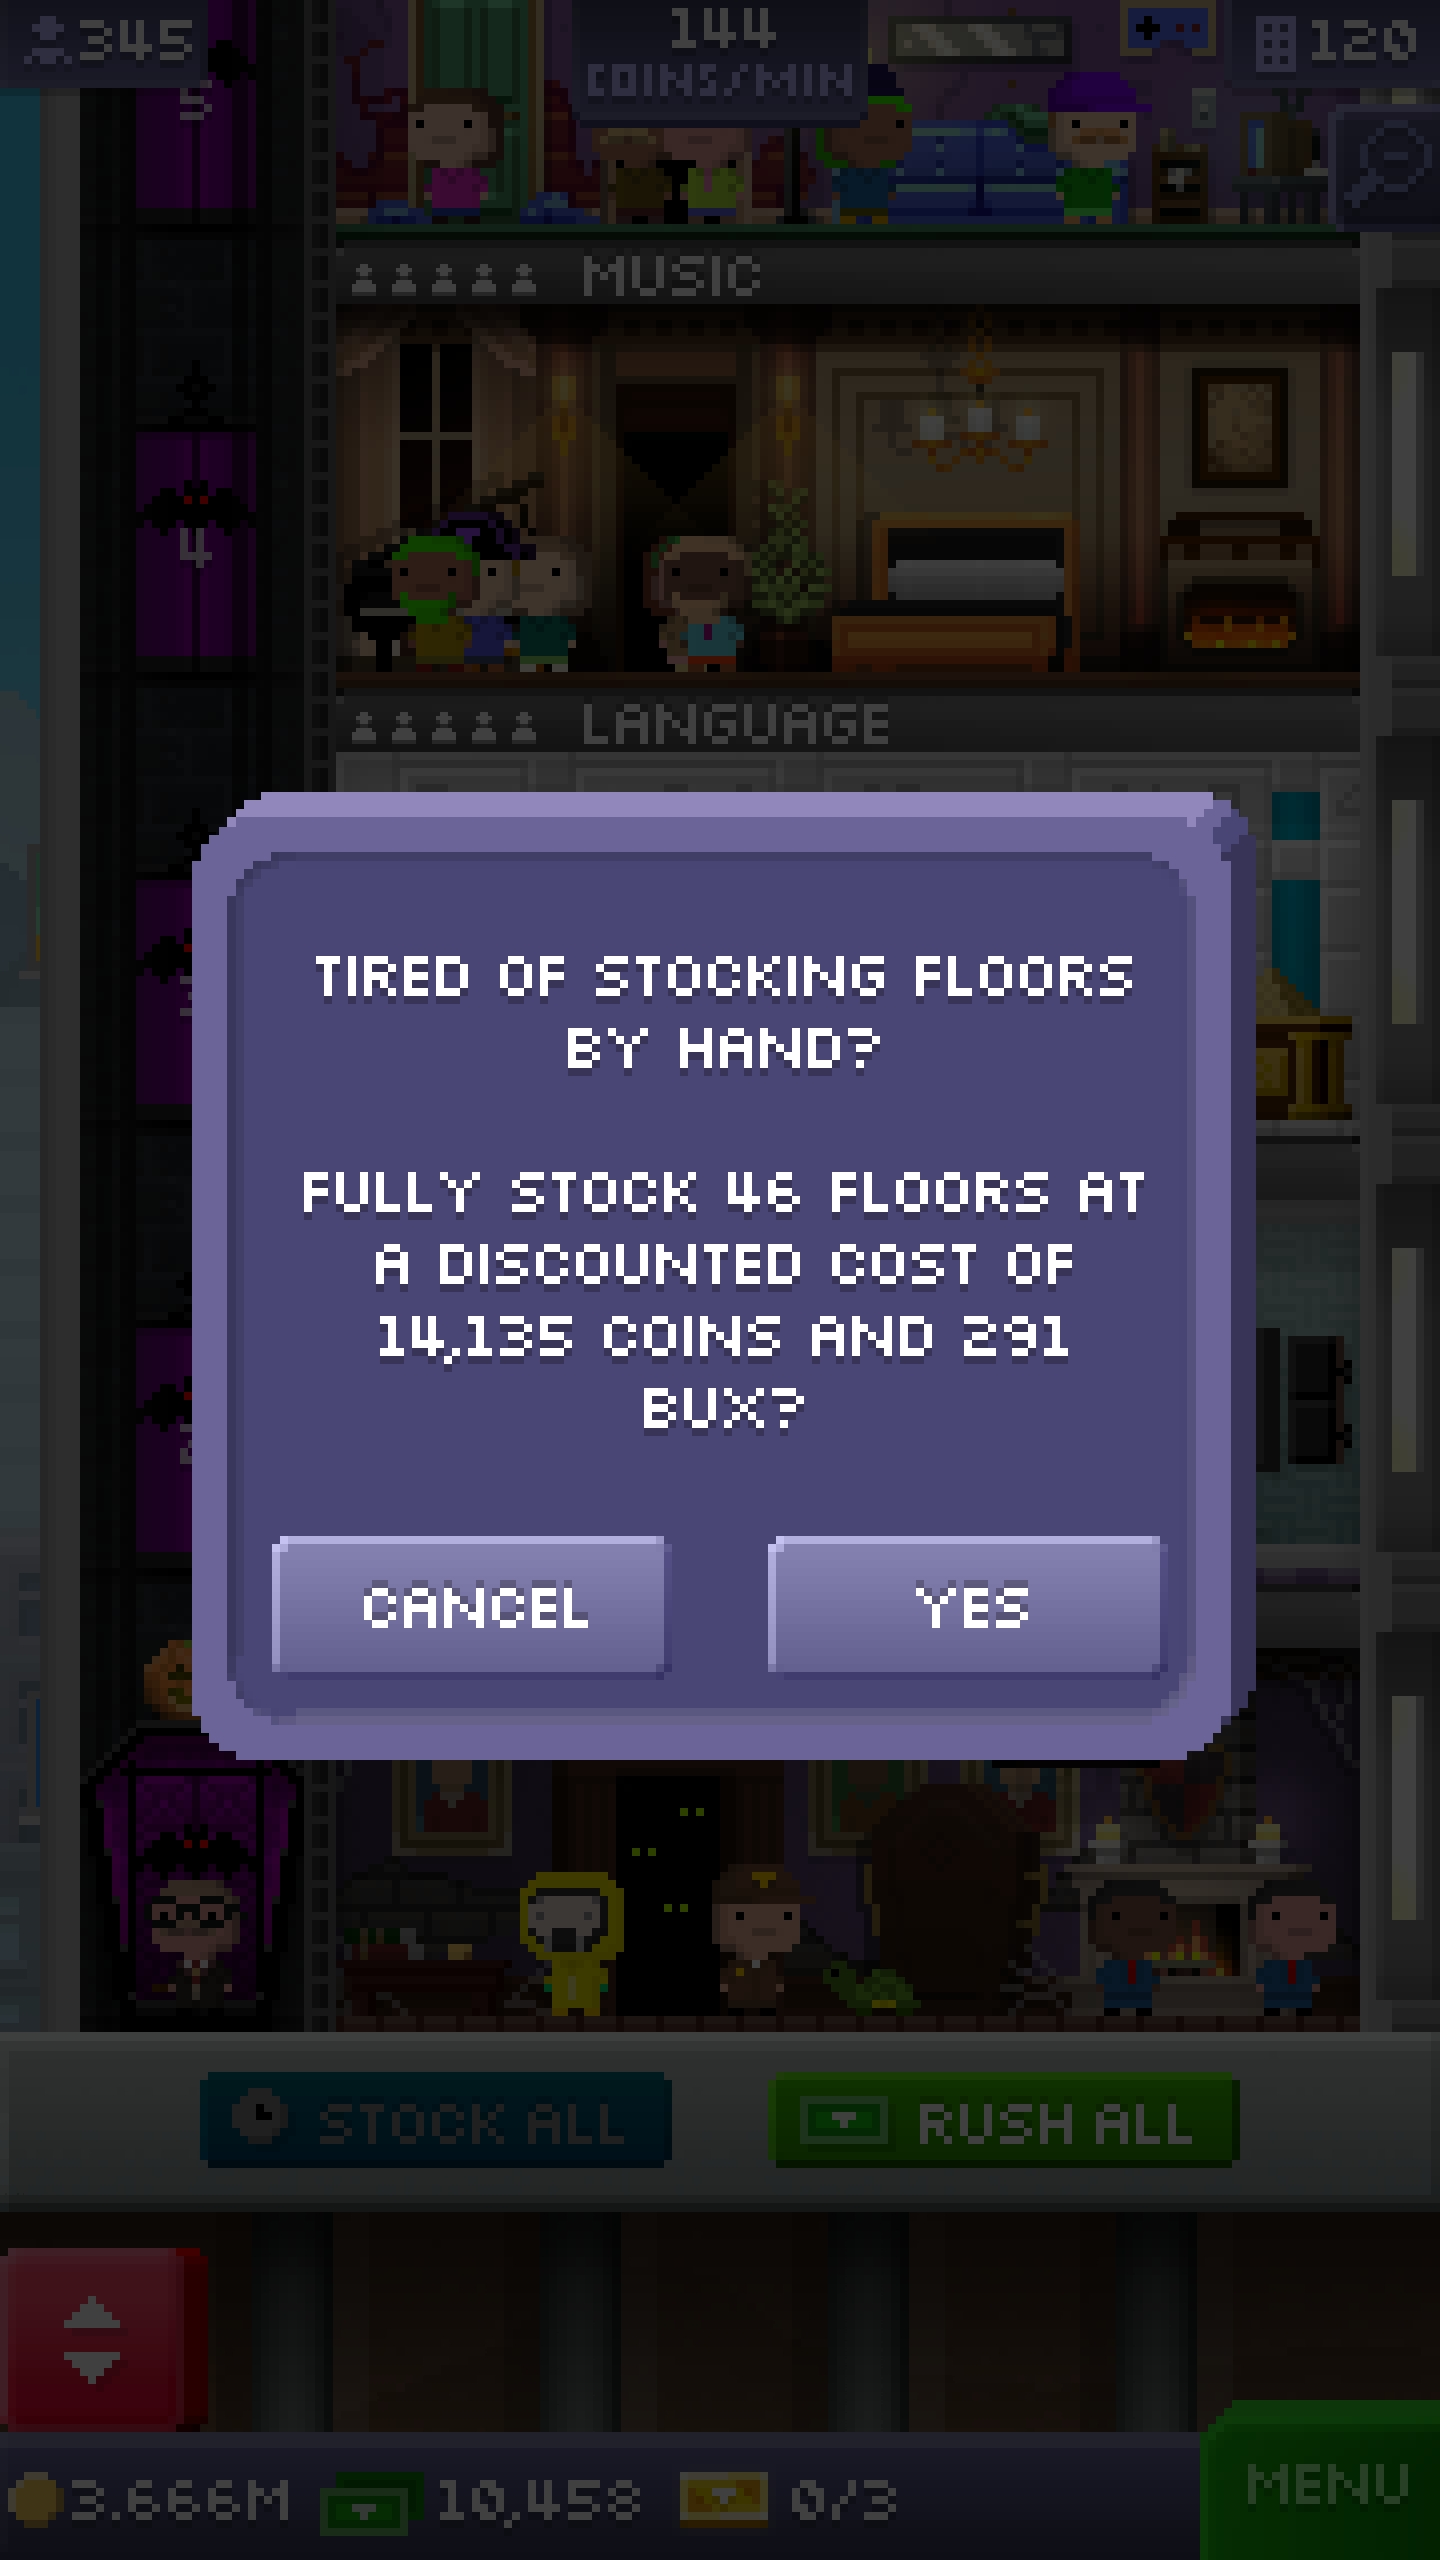 345
144
COINS/MIN
120
5
MUSIC
4
LANGUAGE
TIRED OF STOCKING FLOORS
BY HAND?
FULLY STOCK 46 FLOORS AT
A DISCOUNTED COST OF
14,135 COINS AND 291
BUX?
CANCEL
YES
STOCK ALL
RUSH ALL
3.666M
10,458
0/3
MENU